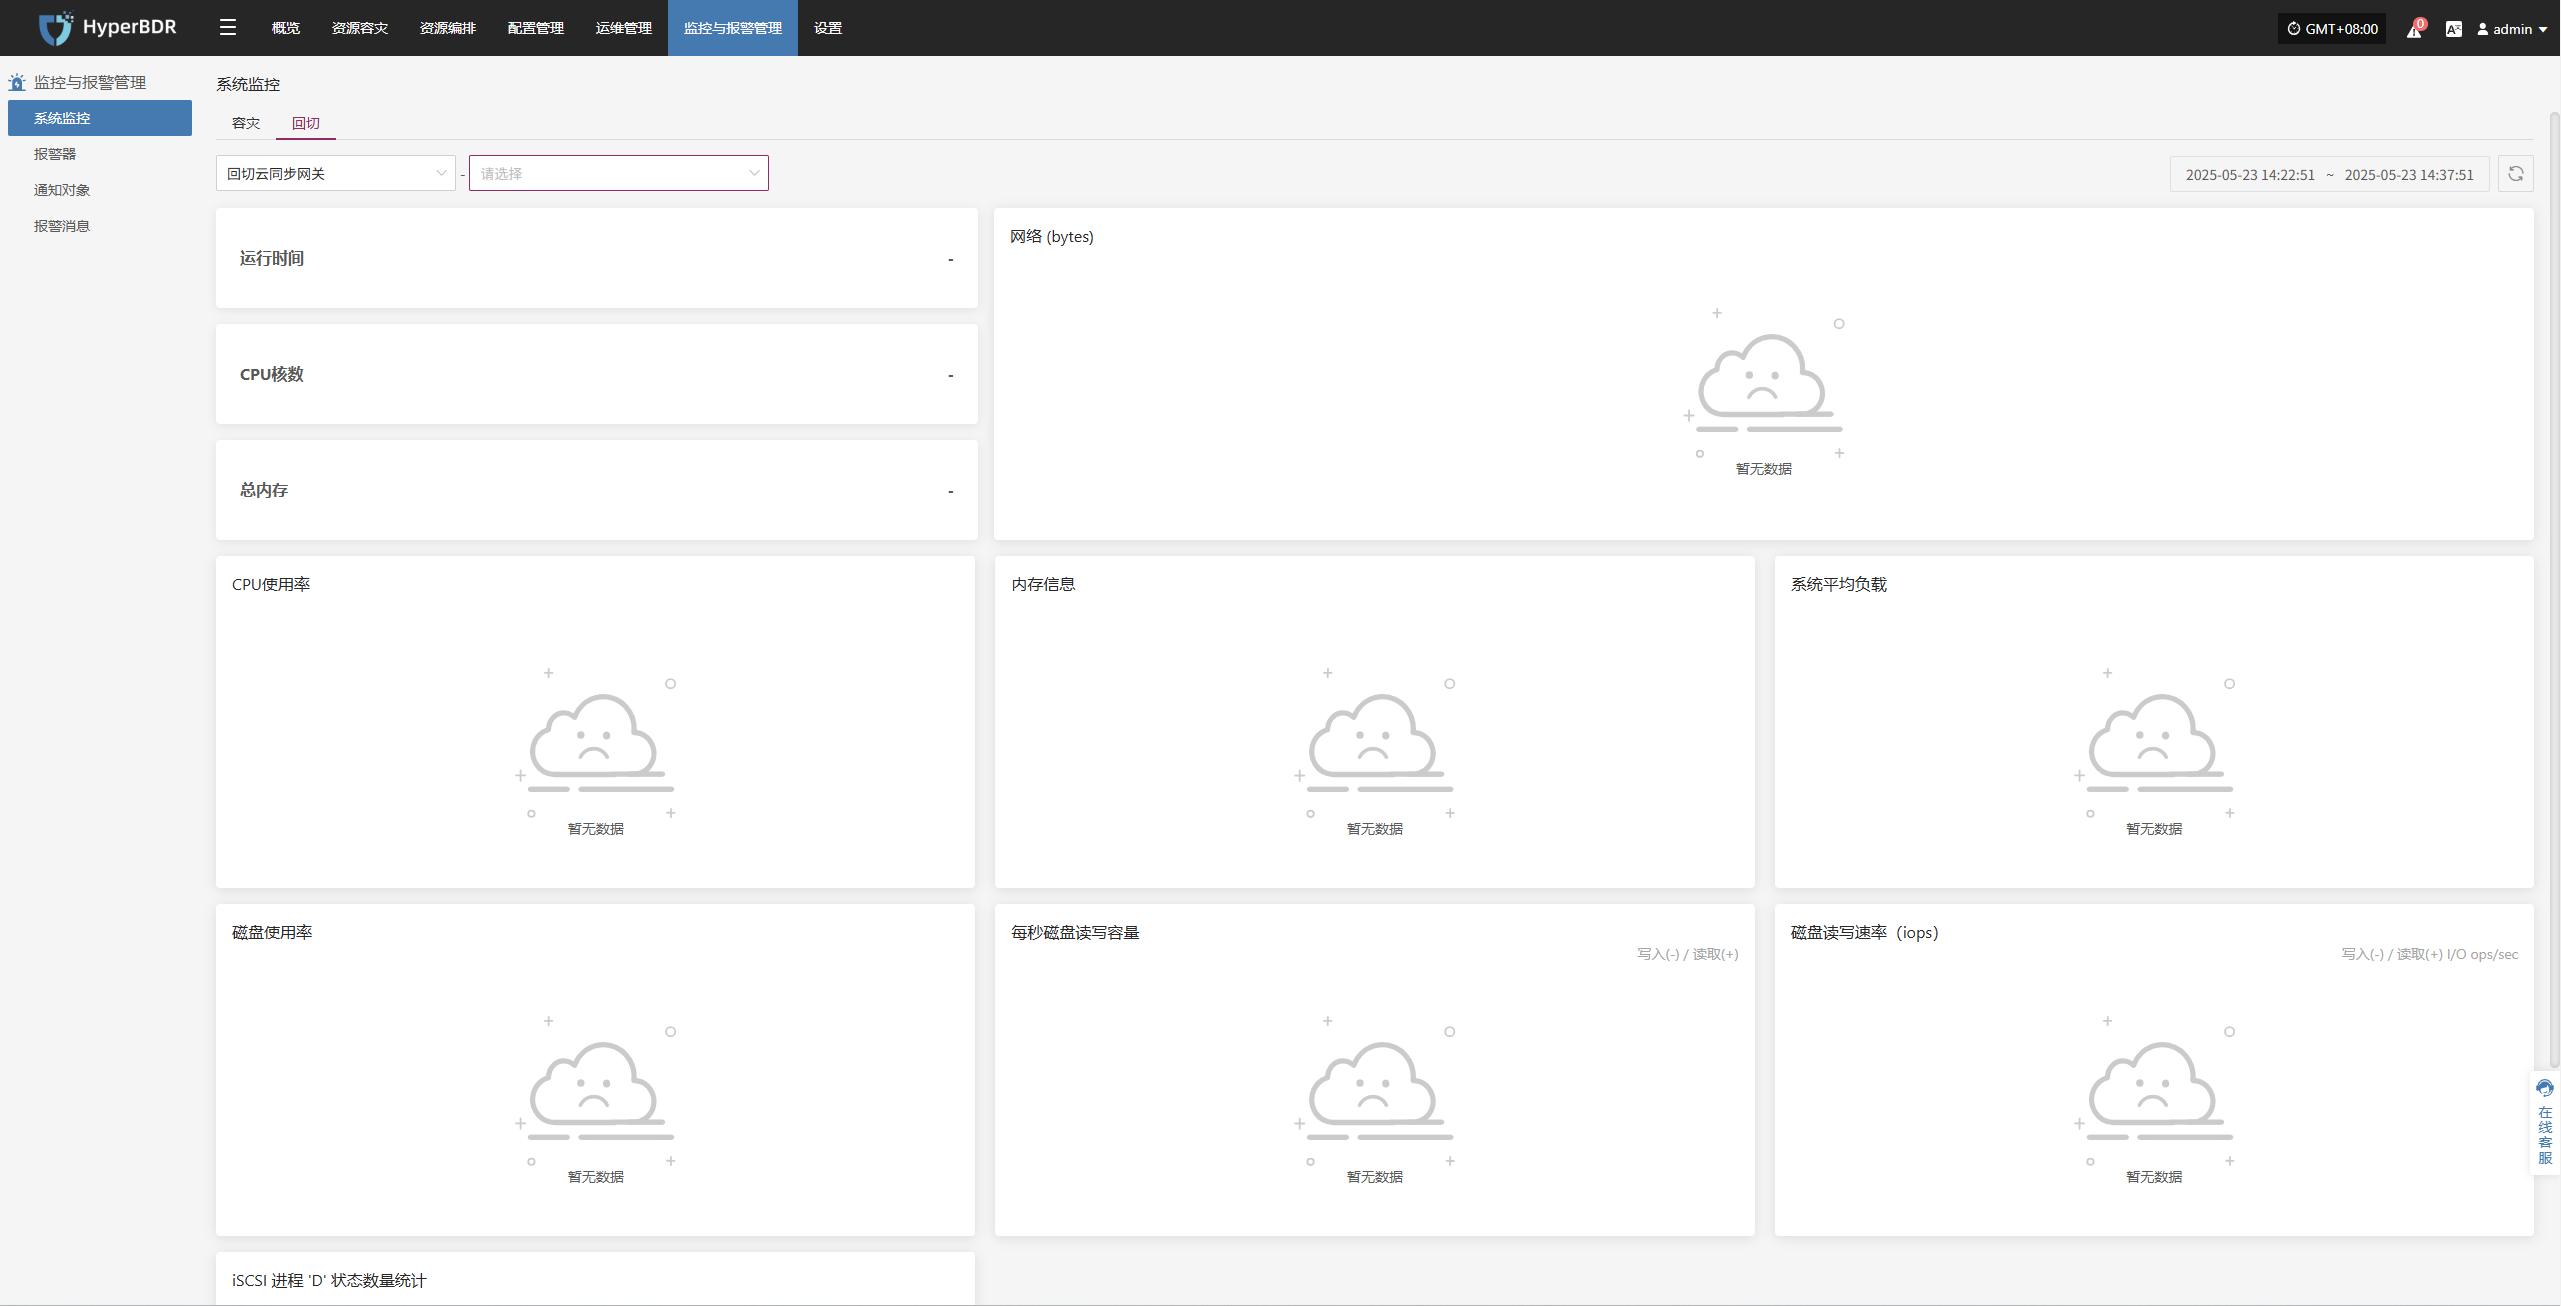 HyperBDR
概览 资源容灾 资源编排 配置管理 运维管理 监控与报警管理 设置
GMT+08:00 0 admin
监控与报警管理
系统监控
报警器
通知对象
报警消息
系统监控
容灾 回切
回切云同步网关 - 请选择
2025-05-23 14:22:51 ~ 2025-05-23 14:37:51
运行时间 -
CPU核数 -
总内存 -
网络 (bytes)
暂无数据
CPU使用率
暂无数据
内存信息
暂无数据
系统平均负载
暂无数据
磁盘使用率
暂无数据
每秒磁盘读写容量
写入(-) / 读取(+)
暂无数据
磁盘读写速率（iops）
写入(-) / 读取(+) I/O ops/sec
暂无数据
iSCSI 进程 'D' 状态数量统计
在线客服